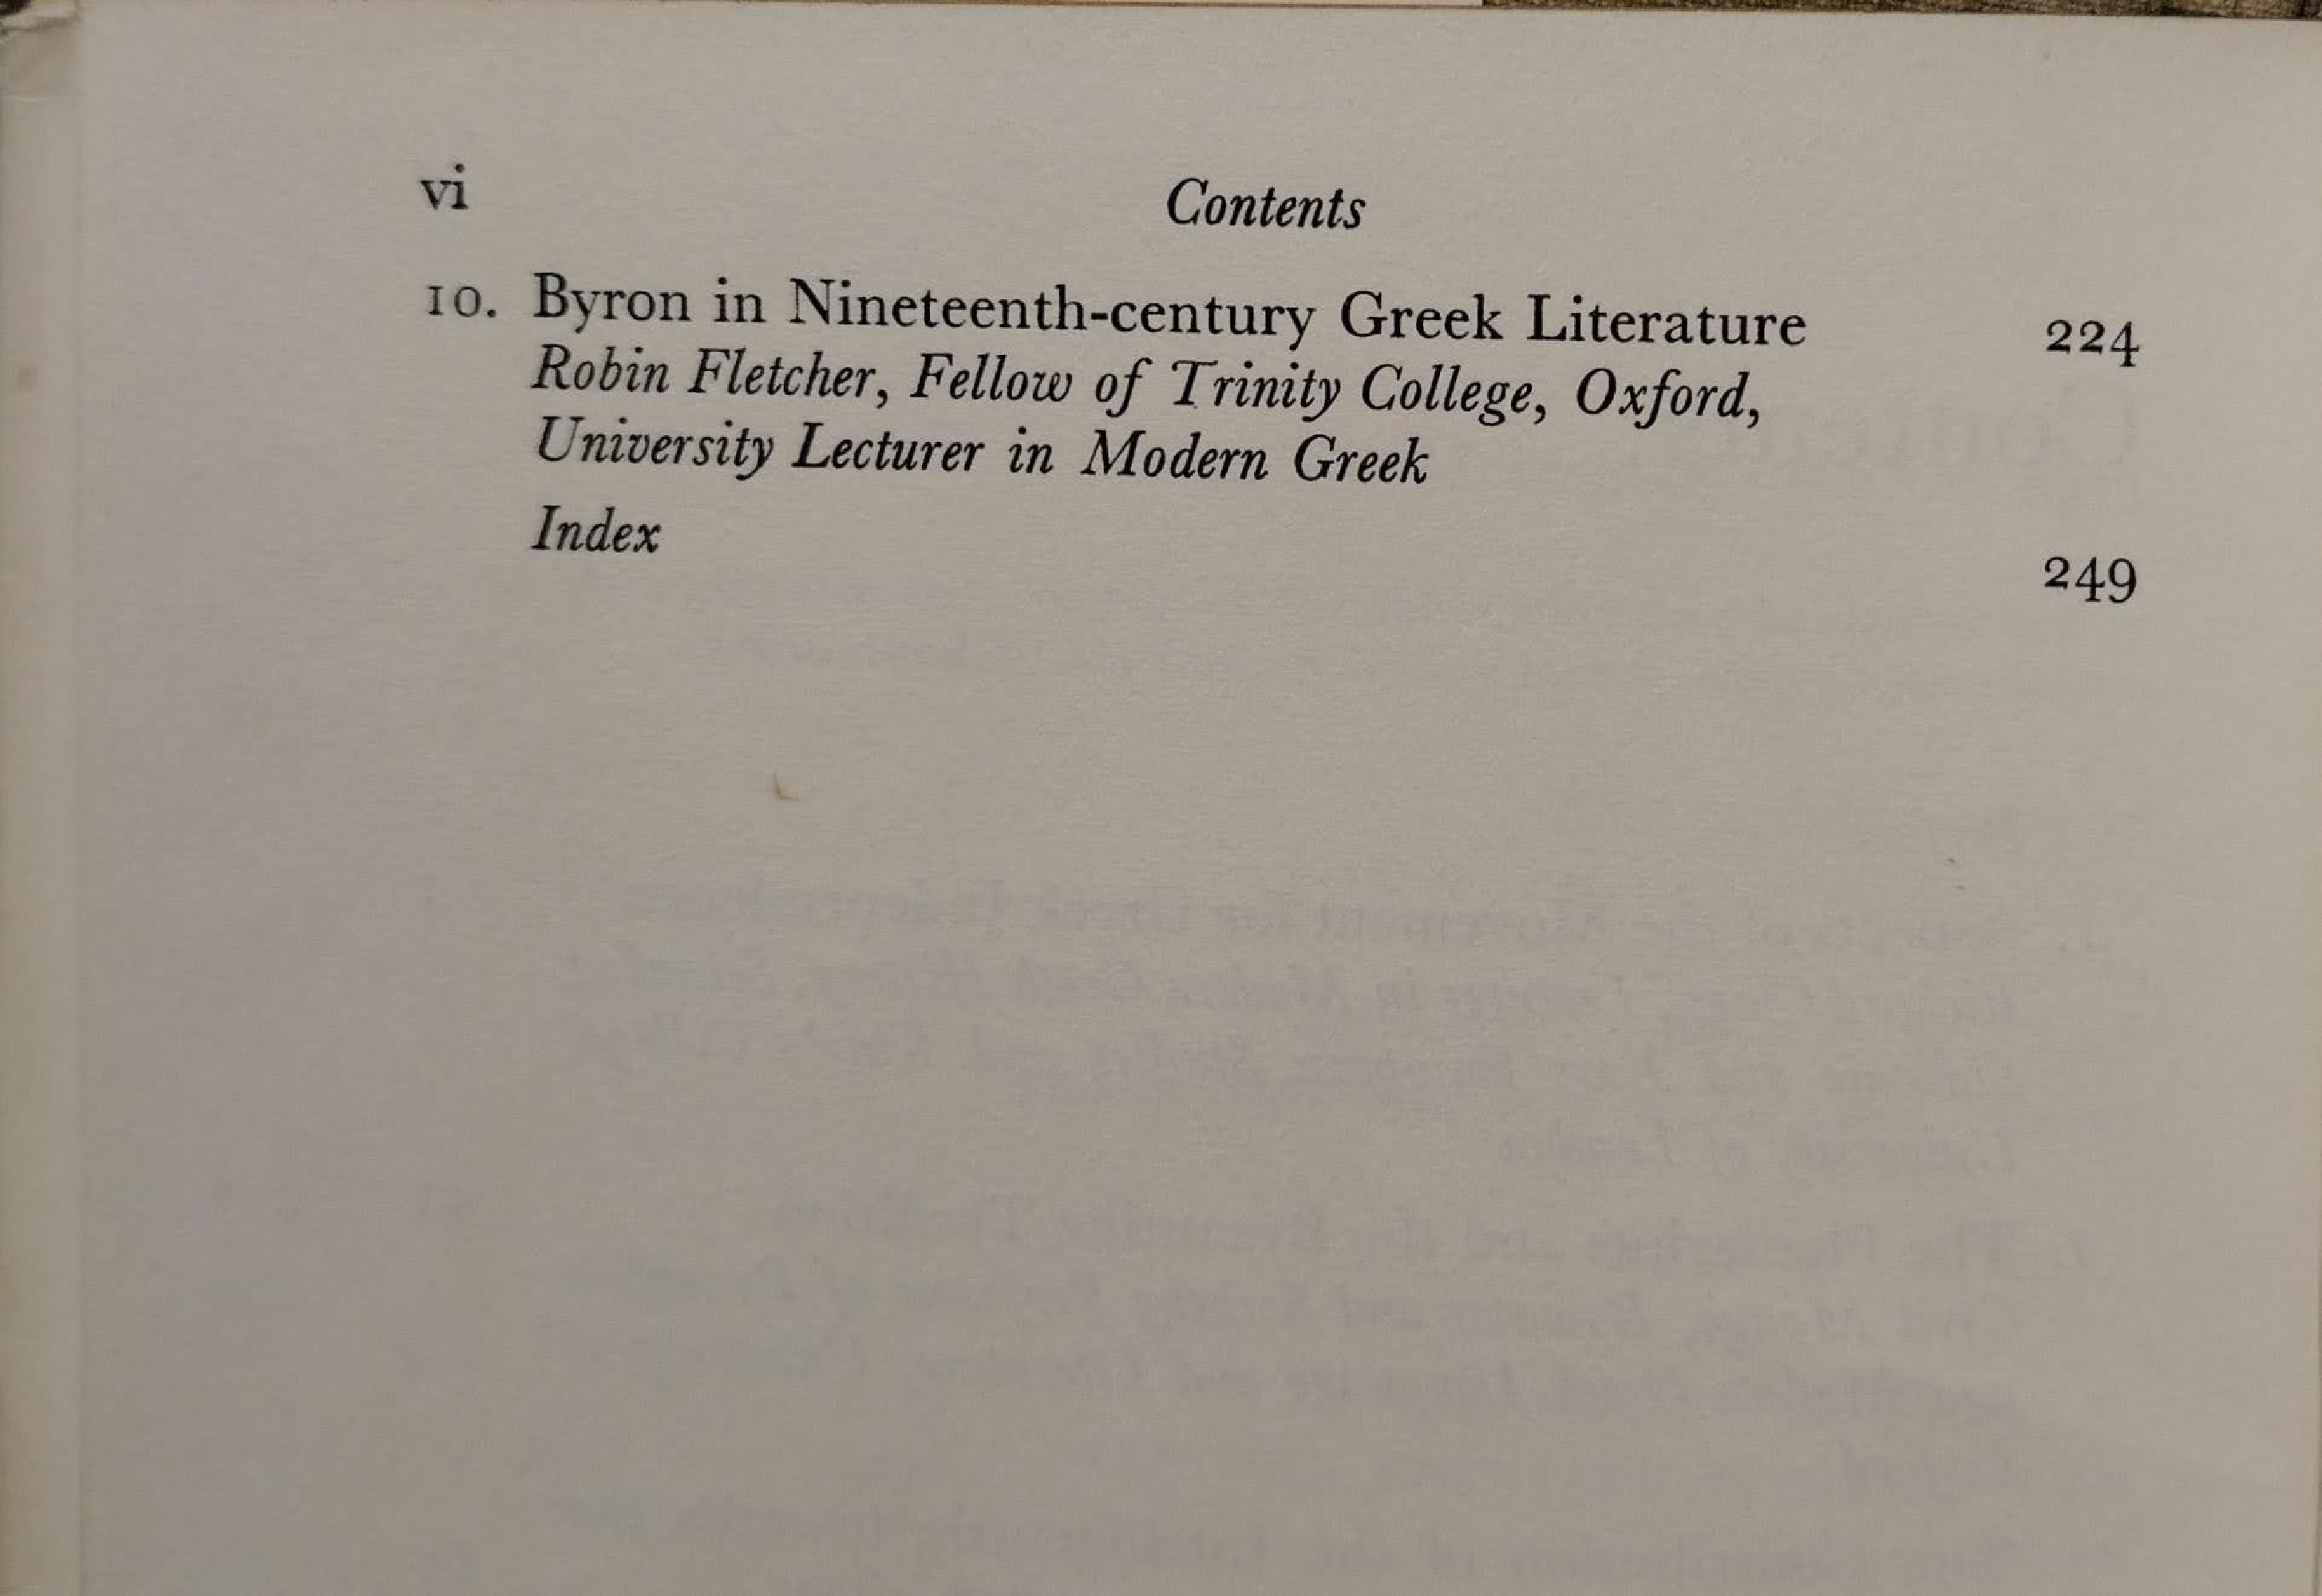 vi Contents
10. Byron in Nineteenth-century Greek Literature 224
Robin Fletcher, Fellow of Trinity College, Oxford,
University Lecturer in Modern Greek
Index 249